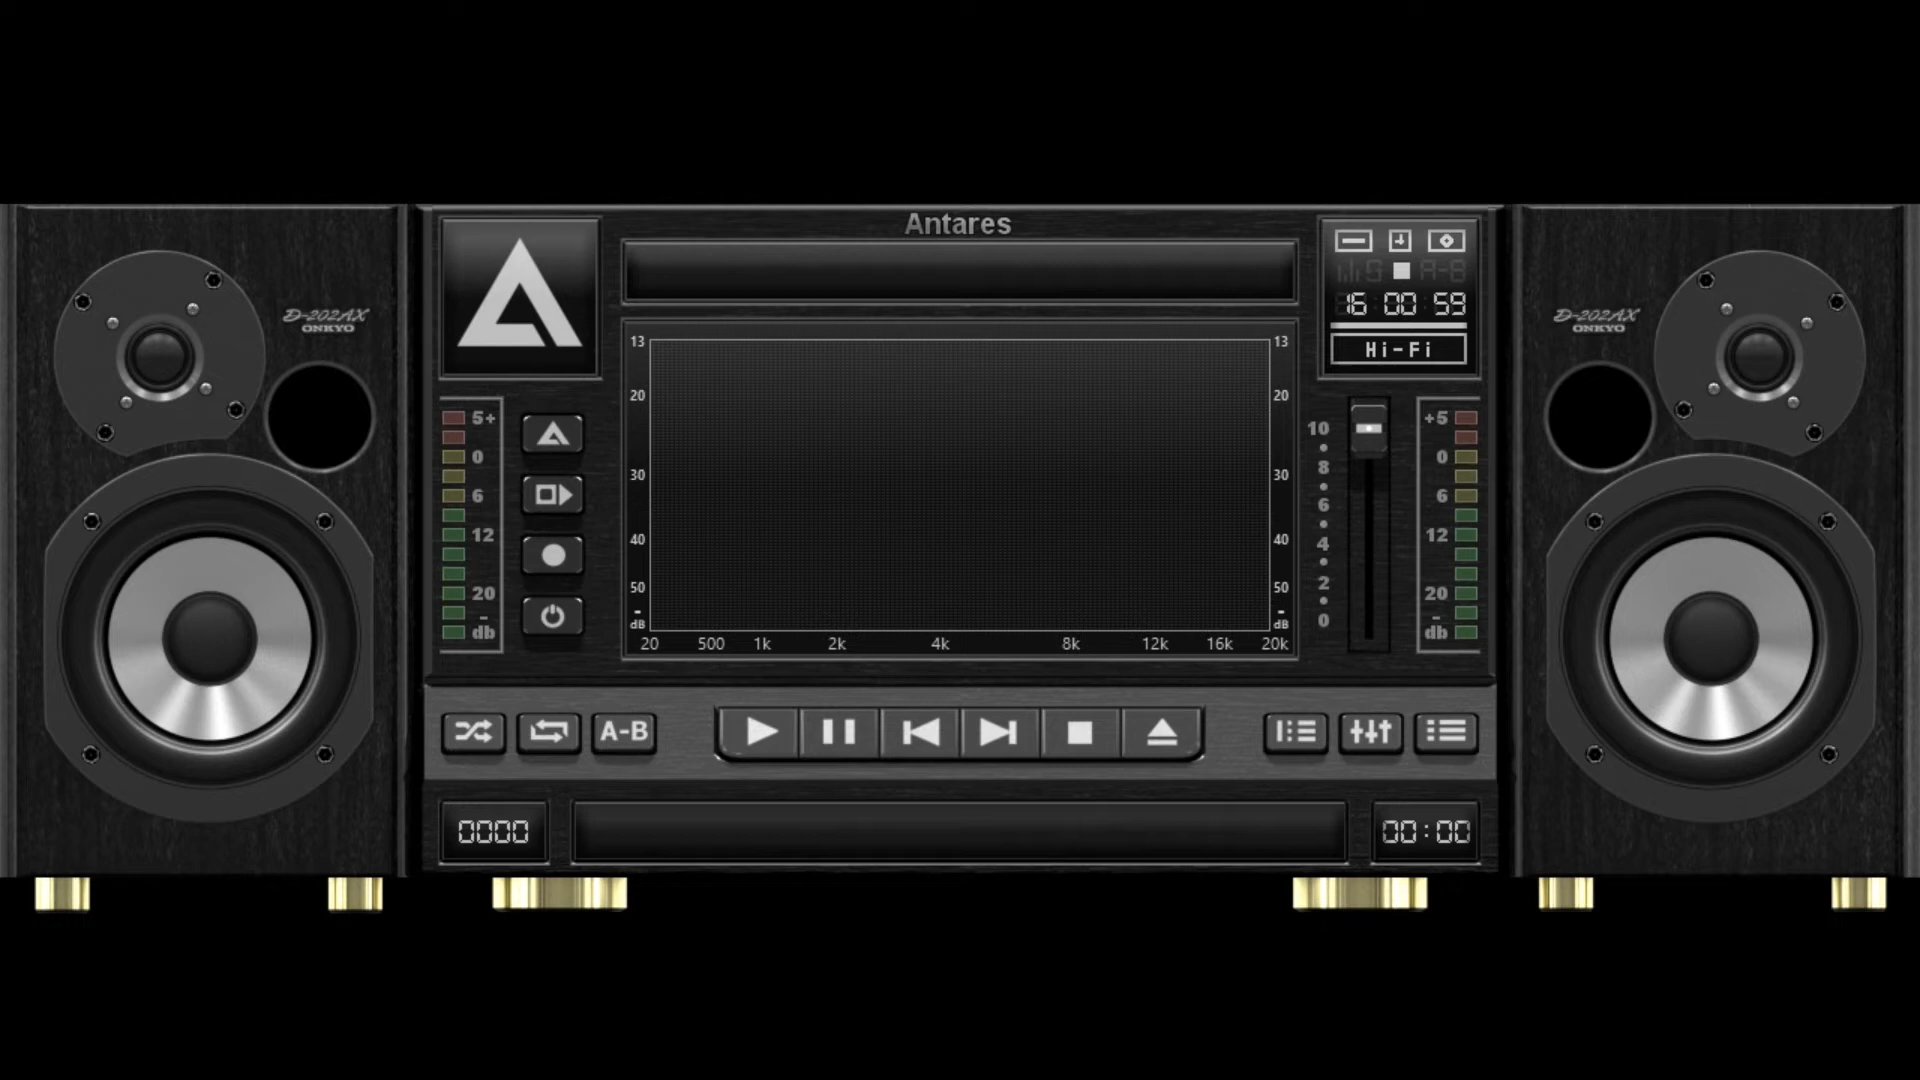 Antares
D-202AX
ONKYO
16 00 59
Hi-Fi
D-202AX
ONKYO
13
20
30
40
50
-
dB
13
20
30
40
50
-
dB
20 500 1k 2k 4k 8k 12k 16k 20k
5+
0
6
12
20
-
db
10
8
6
4
2
0
+5
0
6
12
20
-
db
A-B
0000
00:00